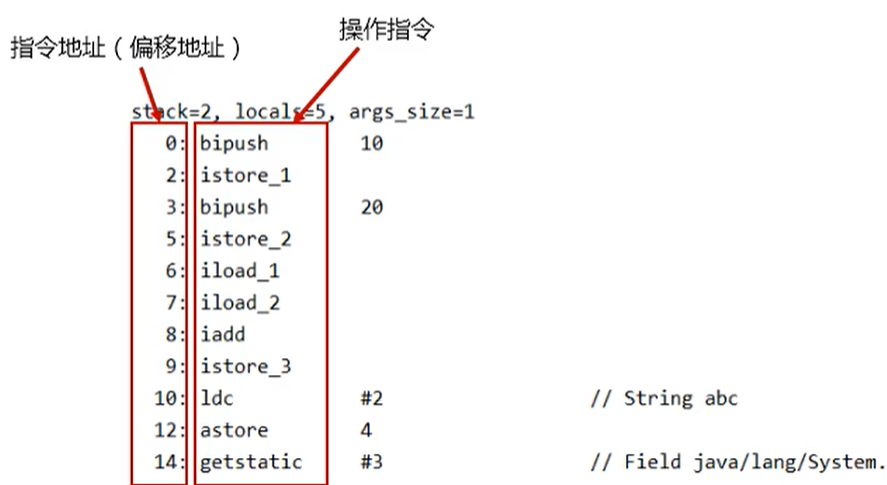 指令地址（偏移地址）
操作指令
stack=2, locals=5, args_size=1
0: bipush 10
2: istore_1
3: bipush 20
5: istore_2
6: iload_1
7: iload_2
8: iadd
9: istore_3
10: ldc #2 // String abc
12: astore 4
14: getstatic #3 // Field java/lang/System.